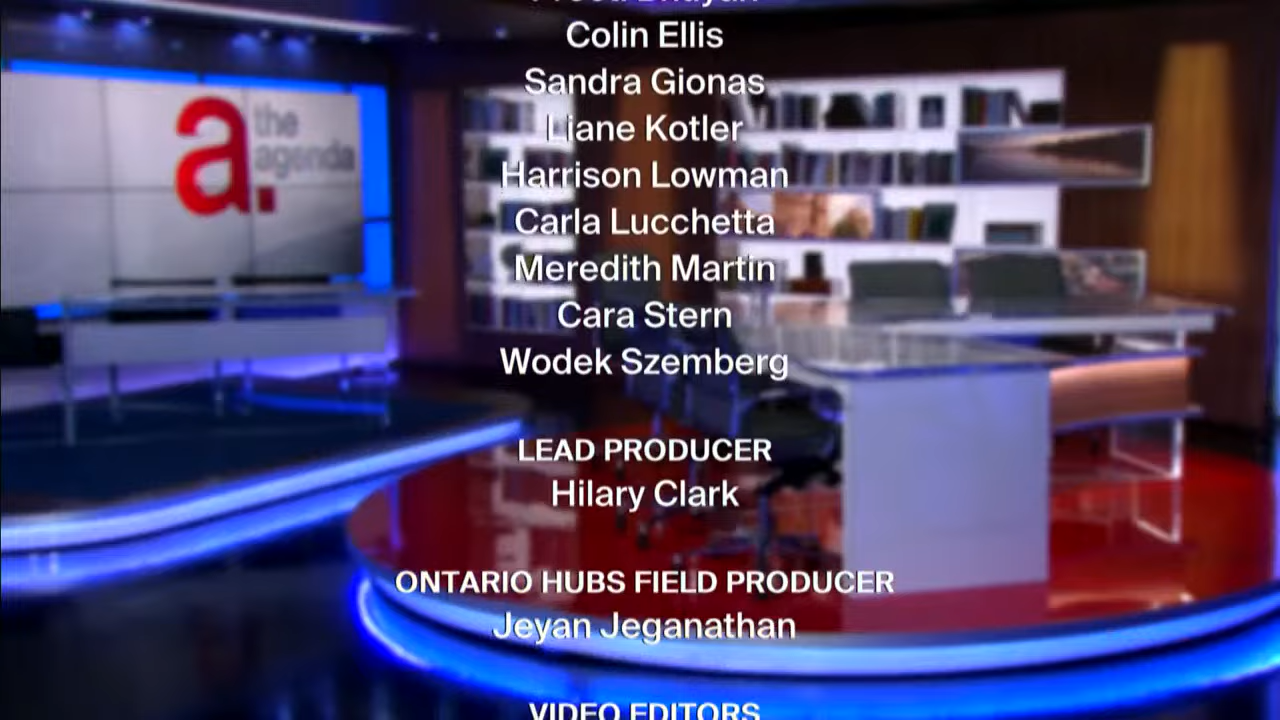 Colin Ellis
Sandra Gionas
Liane Kotler
Harrison Lowman
Carla Lucchetta
Meredith Martin
Cara Stern
Wodek Szemberg
LEAD PRODUCER
Hilary Clark
ONTARIO HUBS FIELD PRODUCER
Jeyan Jeganathan
VIDEO EDITORS
a. the
agenda